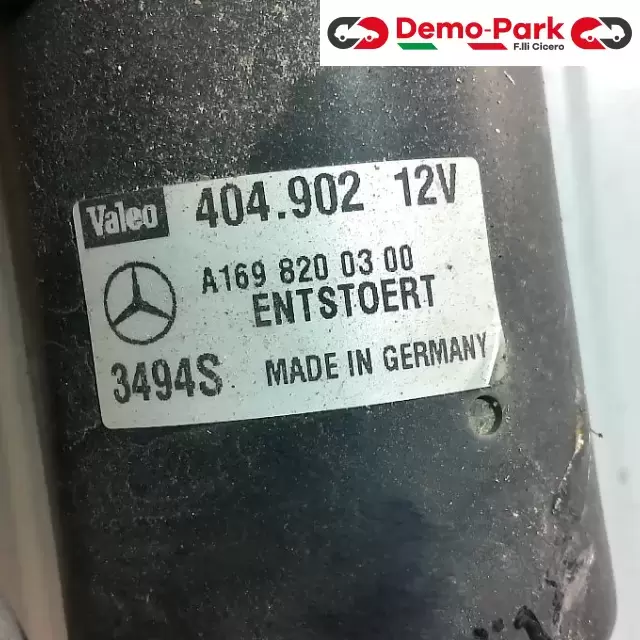 Demo-Park
F.lli Cicero
Valeo 404.902 12V
A169 820 03 00
ENTSTOERT
3494S MADE IN GERMANY